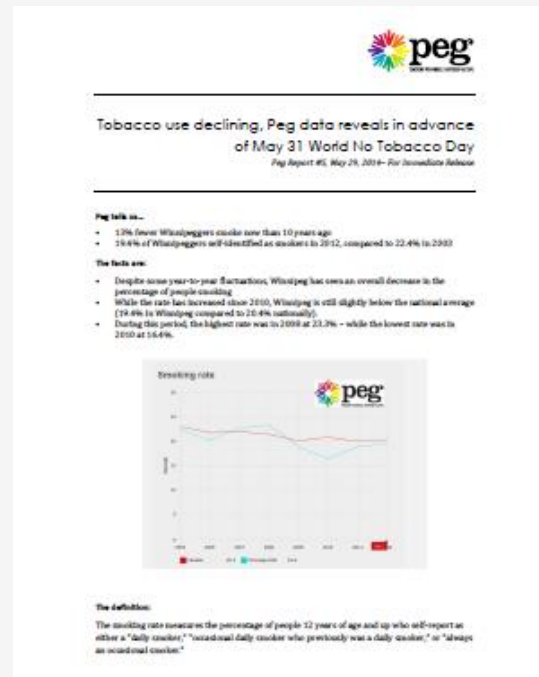 peg
Tobacco use declining, Peg data reveals in advance
of May 31 World No Tobacco Day
Peg Report #5, May 29, 2014– For Immediate Release
Peg tells us...
• 13% fewer Winnipeggers smoke now than 10 years ago
• 19.4% of Winnipeggers self-identified as smokers in 2012, compared to 22.4% in 2003
The facts are:
• Despite some year-to-year fluctuations, Winnipeg has seen an overall decrease in the
percentage of people smoking
• While the rate has increased since 2010, Winnipeg is still slightly below the national average
(19.4% in Winnipeg compared to 20.4% nationally).
• During this period, the highest rate was in 2008 at 23.3% – while the lowest rate was in
2010 at 16.4%.
Smoking rate
peg
The definition:
The smoking rate measures the percentage of people 12 years of age and up who self-report as
either a "daily smoker," "occasional daily smoker who previously was a daily smoker," or "always
an occasional smoker."